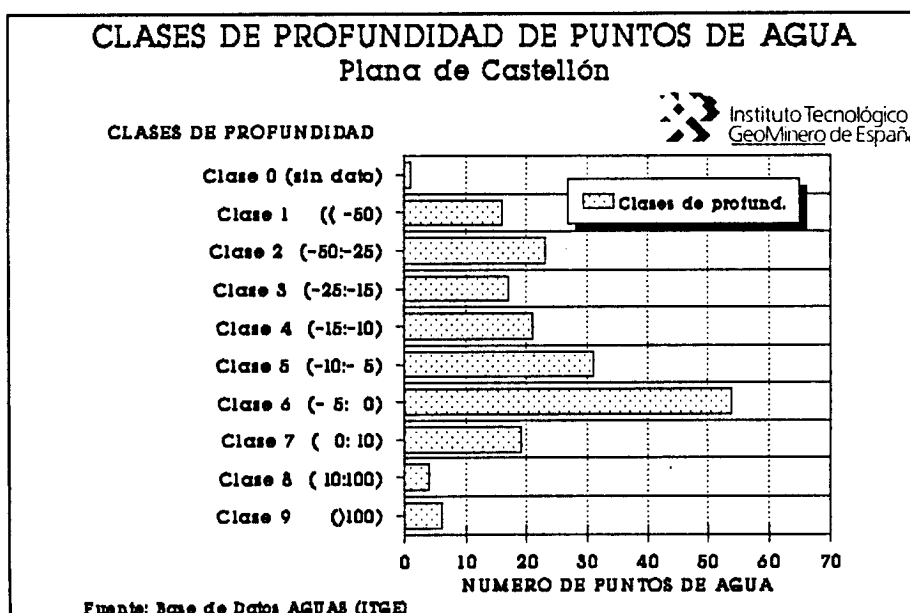 CLASES DE PROFUNDIDAD DE PUNTOS DE AGUA
Plana de Castellón
Instituto Tecnológico
GeoMinero de España
CLASES DE PROFUNDIDAD
Clase 0 (sin dato)
Clase 1 (( -50)
Clase 2 (-50:-25)
Clase 3 (-25:-15)
Clase 4 (-15:-10)
Clase 5 (-10:- 5)
Clase 6 (- 5: 0)
Clase 7 ( 0: 10)
Clase 8 ( 10:100)
Clase 9 ()100)
Clases de profund.
0 10 20 30 40 50 60 70
NUMERO DE PUNTOS DE AGUA
Fuente: Base de Datos AGUAS (ITGE)